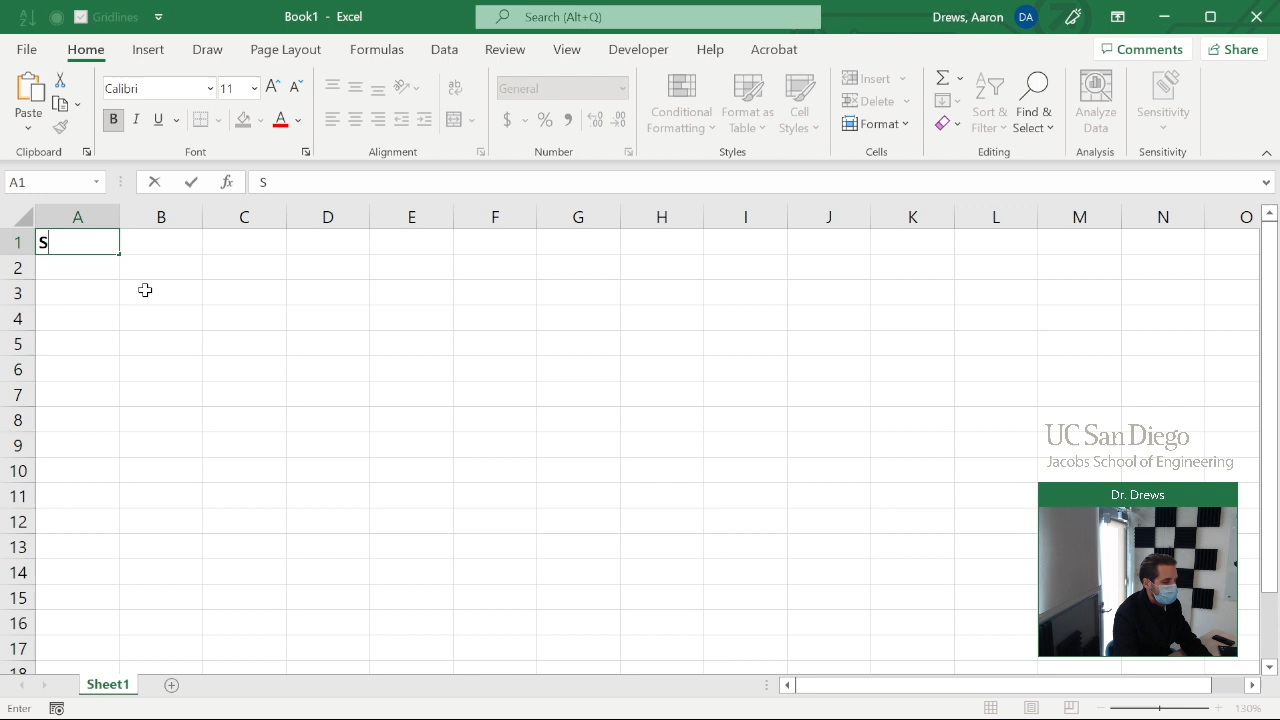 Gridlines
Book1 - Excel
Search (Alt+Q)
Drews, Aaron
DA
File
Home
Insert
Draw
Page Layout
Formulas
Data
Review
View
Developer
Help
Acrobat
Comments
Share
Paste
Calibri
11
B
I
U
General
Conditional Formatting
Format as Table
Cell Styles
Insert
Delete
Format
Sort & Filter
Find & Select
Analyze Data
Sensitivity
Clipboard
Font
Alignment
Number
Styles
Cells
Editing
Analysis
Sensitivity
A1
fx
S
A B C D E F G H I J K L M N O
1 S
2
3
4
5
6
7
8
9
10
11
12
13
14
15
16
17
18
UC San Diego
Jacobs School of Engineering
Dr. Drews
Sheet1
Enter
130%